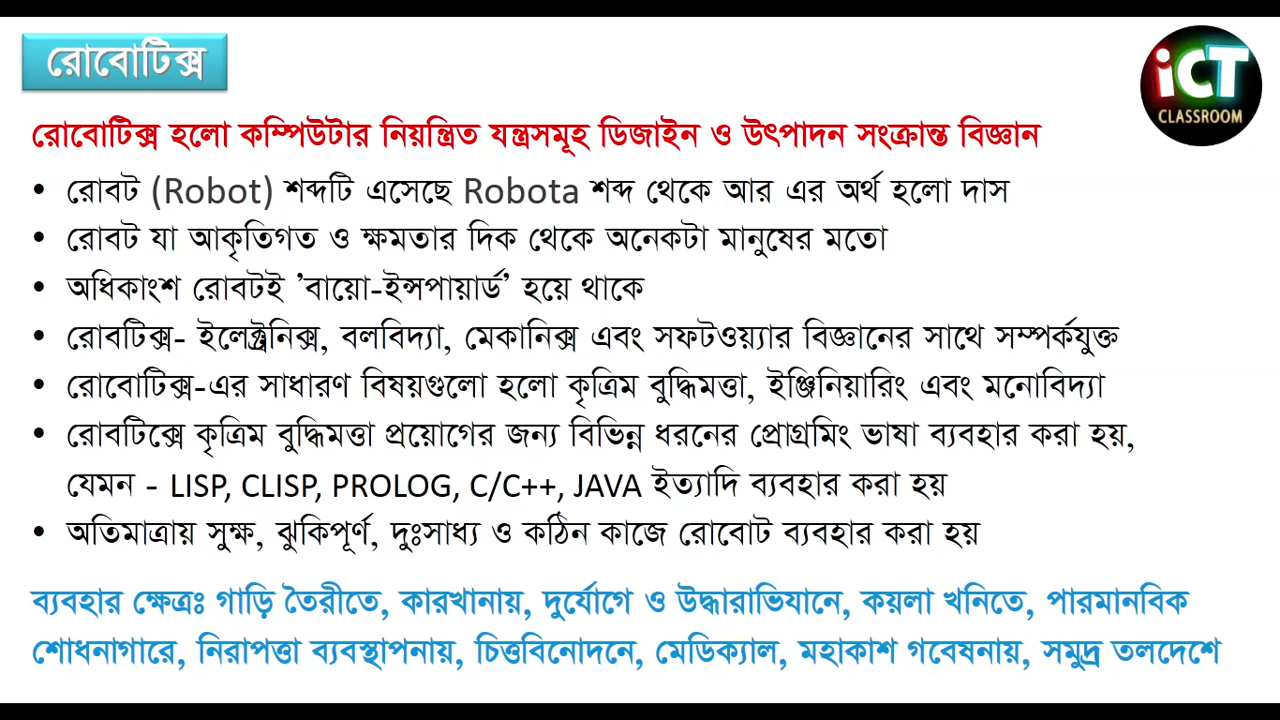 রোবোটিক্স
iCT
CLASSROOM
রোবোটিক্স হলো কম্পিউটার নিয়ন্ত্রিত যন্ত্রসমূহ ডিজাইন ও উৎপাদন সংক্রান্ত বিজ্ঞান
• রোবট (Robot) শব্দটি এসেছে Robota শব্দ থেকে আর এর অর্থ হলো দাস
• রোবট যা আকৃতিগত ও ক্ষমতার দিক থেকে অনেকটা মানুষের মতো
• অধিকাংশ রোবটই ’বায়ো-ইন্সপায়ার্ড’ হয়ে থাকে
• রোবটিক্স- ইলেক্ট্রনিক্স, বলবিদ্যা, মেকানিক্স এবং সফটওয়্যার বিজ্ঞানের সাথে সম্পর্কযুক্ত
• রোবোটিক্স-এর সাধারণ বিষয়গুলো হলো কৃত্রিম বুদ্ধিমত্তা, ইঞ্জিনিয়ারিং এবং মনোবিদ্যা
• রোবটিক্সে কৃত্রিম বুদ্ধিমত্তা প্রয়োগের জন্য বিভিন্ন ধরনের প্রোগ্রমিং ভাষা ব্যবহার করা হয়,
যেমন - LISP, CLISP, PROLOG, C/C++, JAVA ইত্যাদি ব্যবহার করা হয়
• অতিমাত্রায় সুক্ষ, ঝুকিপূর্ণ, দুঃসাধ্য ও কঠিন কাজে রোবোট ব্যবহার করা হয়
ব্যবহার ক্ষেত্রঃ গাড়ি তৈরীতে, কারখানায়, দুর্যোগে ও উদ্ধারাভিযানে, কয়লা খনিতে, পারমানবিক
শোধনাগারে, নিরাপত্তা ব্যবস্থাপনায়, চিত্তবিনোদনে, মেডিক্যাল, মহাকাশ গবেষনায়, সমুদ্র তলদেশে